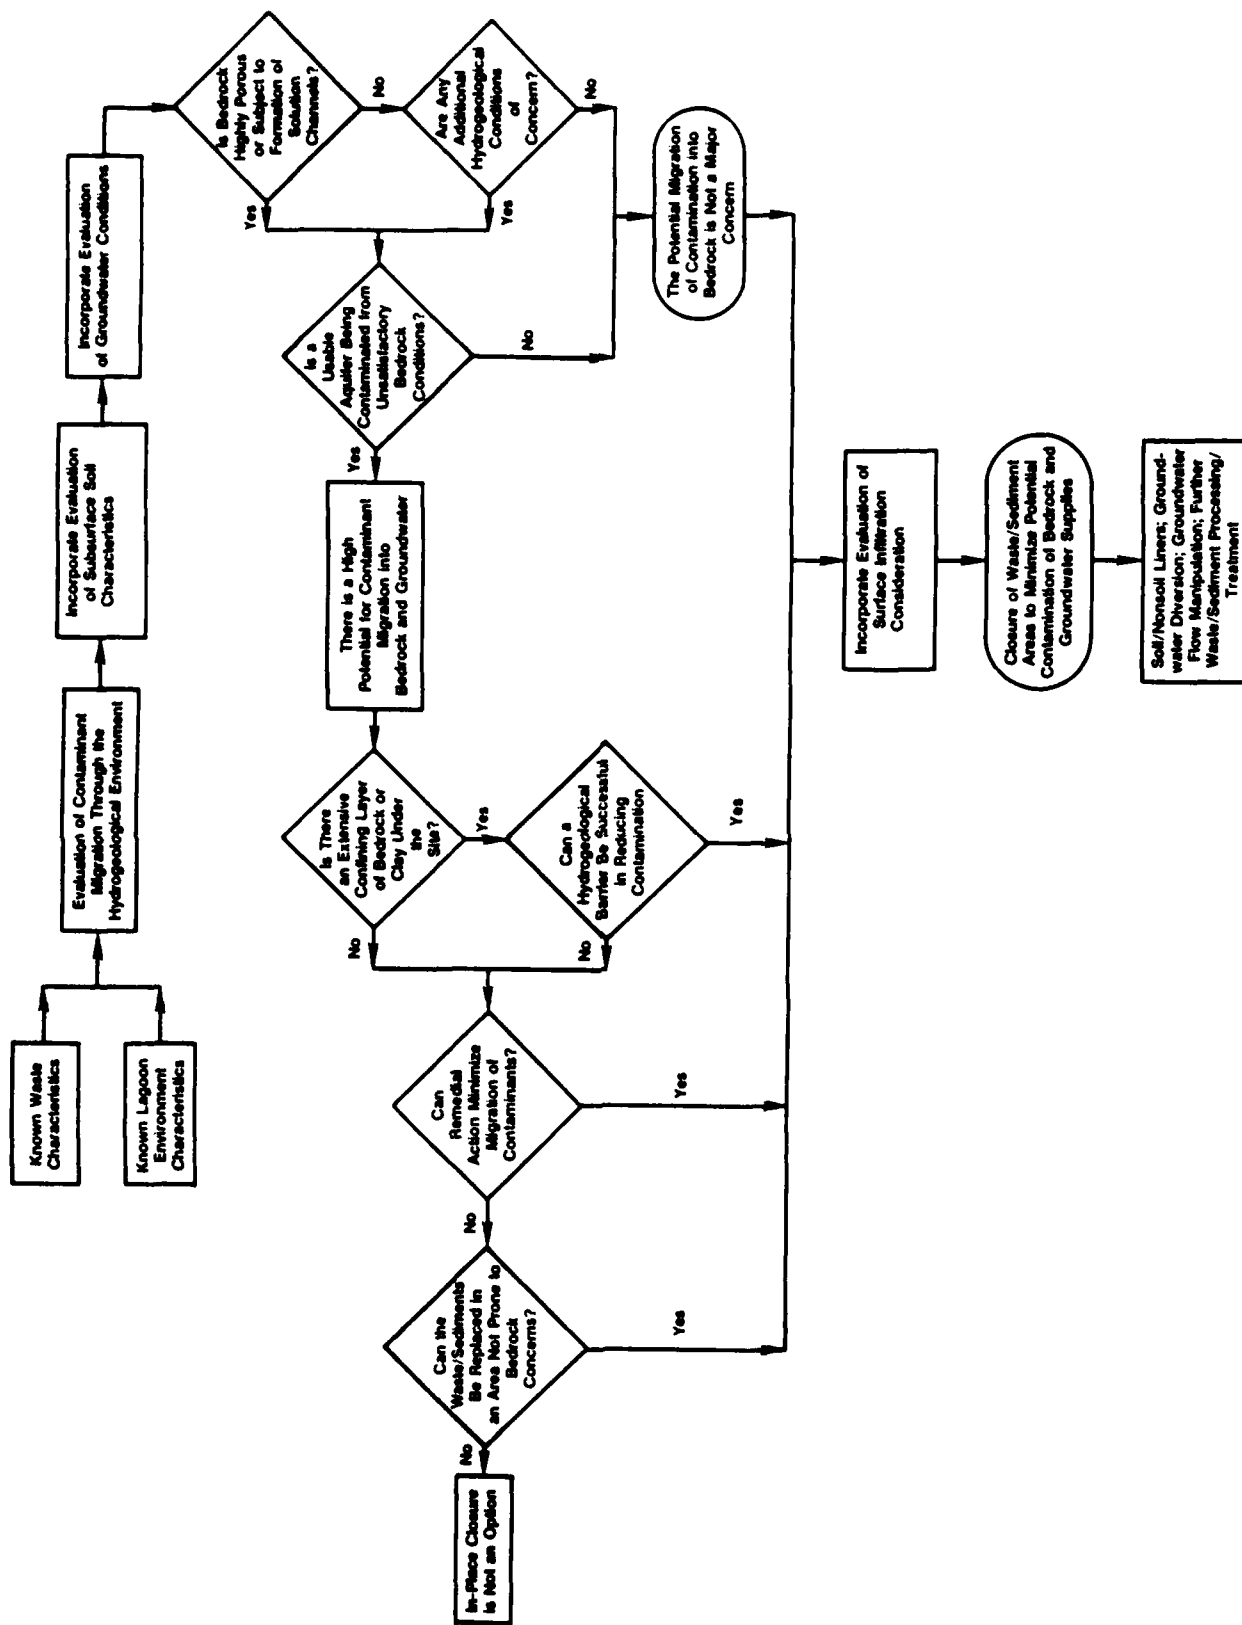 Known Waste
Characteristics
Known Lagoon
Environment
Characteristics
Evaluation of Contaminant
Migration Through the
Hydrogeological Environment
Incorporate Evaluation
of Subsurface Soil
Characteristics
Incorporate Evaluation
of Groundwater Conditions
Is Bedrock
Highly Porous
or Subject to
Formation of
Solution
Channels?
Yes
No
Are Any
Additional
Hydrogeological
Conditions
of
Concern?
Yes
No
Is a
Usable
Aquifer Being
Contaminated from
Unsatisfactory
Bedrock
Conditions?
Yes
No
The Potential Migration
of Contamination into
Bedrock is Not a Major
Concern
There is a High
Potential for Contaminant
Migration into
Bedrock and Groundwater
Is There
an Extensive
Confining Layer
of Bedrock or
Clay Under
the
Site?
No
Yes
Can a
Hydrogeological
Barrier Be Successful
in Reducing
Contamination
No
Yes
Can
Remedial
Action Minimize
Migration of
Contaminants?
No
Yes
Can the
Waste/Sediments
Be Replaced in
an Area Not Prone to
Bedrock
Concerns?
No
Yes
In-Place Closure
is Not an Option
Incorporate Evaluation of
Surface Infiltration
Consideration
Closure of Waste/Sediment
Areas to Minimize Potential
Contamination of Bedrock and
Groundwater Supplies
Soil/Nonsoil Liners; Ground-
water Diversion; Groundwater
Flow Manipulation; Further
Waste/Sediment Processing/
Treatment